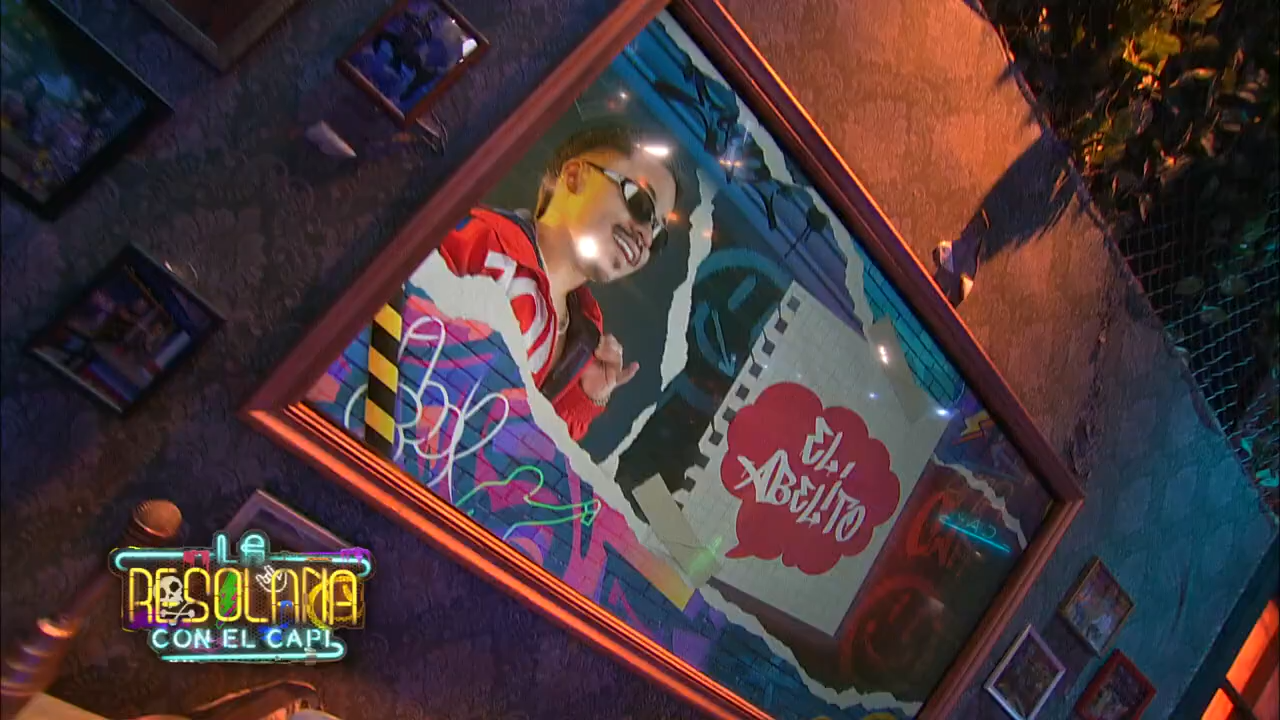 EL
ABELITO
LA
RESOLANA
CON EL CAPI